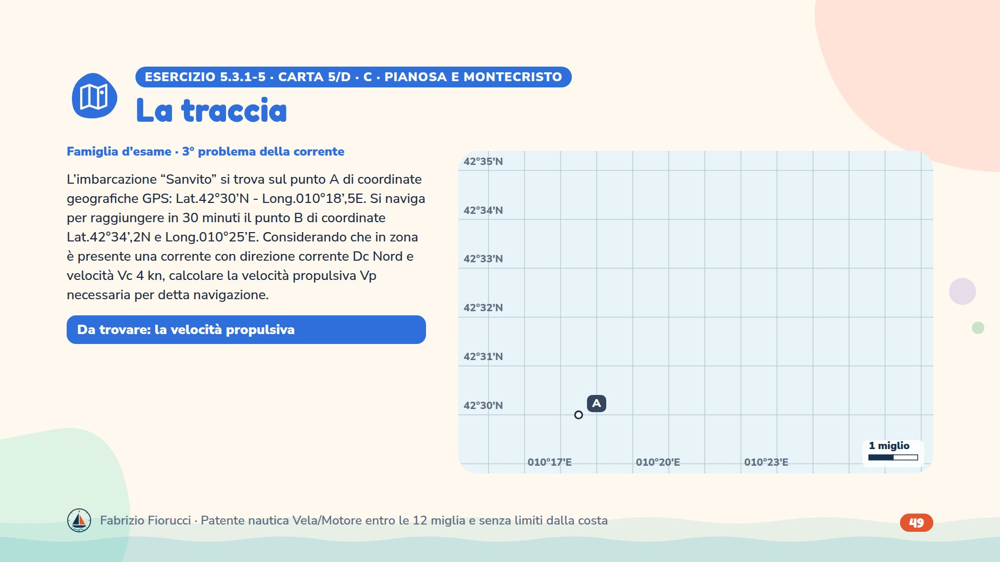 ESERCIZIO 5.3.1-5 · CARTA 5/D · C · PIANOSA E MONTECRISTO
La traccia
Famiglia d'esame · 3° problema della corrente
L’imbarcazione “Sanvito” si trova sul punto A di coordinate
geografiche GPS: Lat.42°30’N - Long.010°18’,5E. Si naviga
per raggiungere in 30 minuti il punto B di coordinate
Lat.42°34’,2N e Long.010°25’E. Considerando che in zona
è presente una corrente con direzione corrente Dc Nord e
velocità Vc 4 kn, calcolare la velocità propulsiva Vp
necessaria per detta navigazione.
Da trovare: la velocità propulsiva
42°35'N
42°34'N
42°33'N
42°32'N
42°31'N
42°30'N
A
010°17'E
010°20'E
010°23'E
1 miglio
Fabrizio Fiorucci · Patente nautica Vela/Motore entro le 12 miglia e senza limiti dalla costa
49